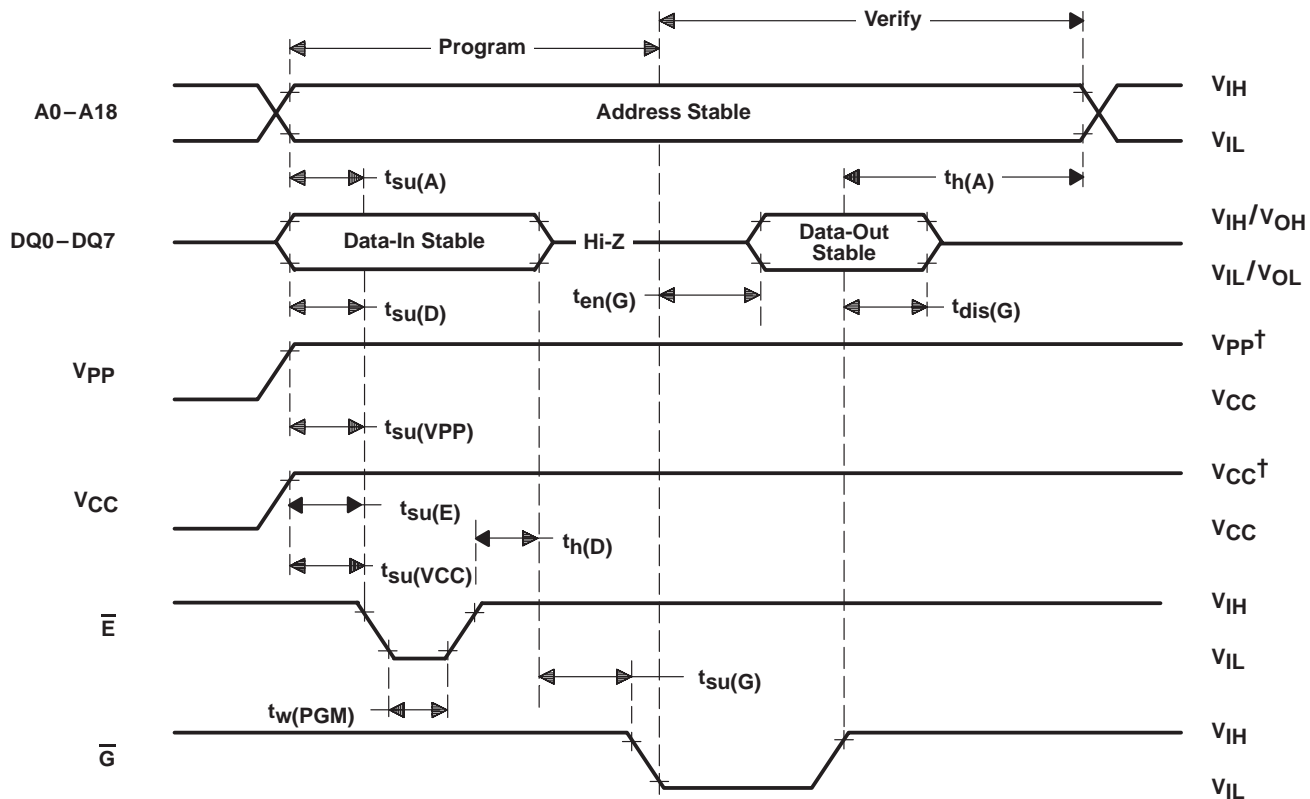 Verify
Program
A0–A18
Address Stable
VIH
VIL
tsu(A)
th(A)
DQ0–DQ7
Data-In Stable
Hi-Z
Data-Out
Stable
VIH/VOH
VIL/VOL
tsu(D)
ten(G)
tdis(G)
VPP
VPP†
VCC
tsu(VPP)
VCC
VCC†
VCC
tsu(E)
th(D)
tsu(VCC)
E̅
VIH
VIL
tsu(G)
tw(PGM)
G̅
VIH
VIL